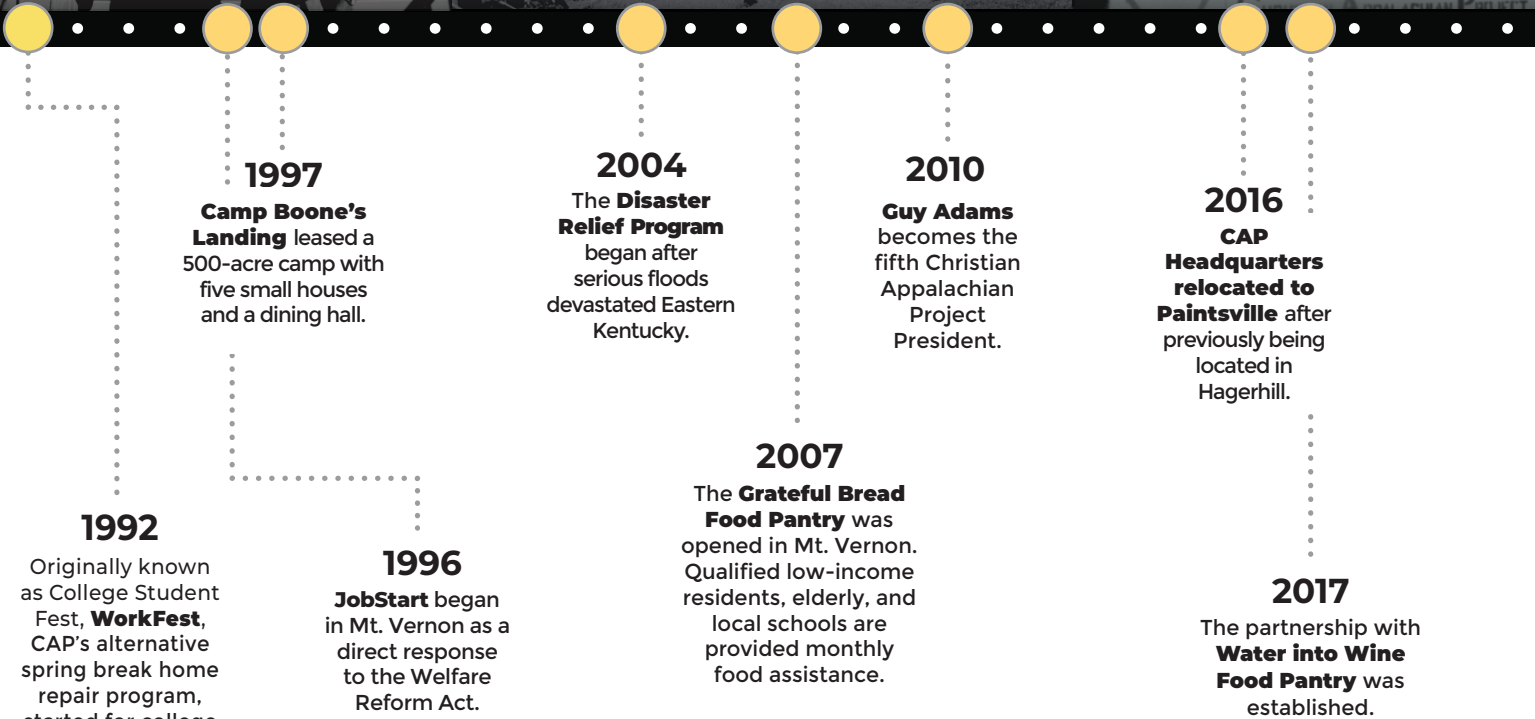 1997
Camp Boone's
Landing leased a
500-acre camp with
five small houses
and a dining hall.
2004
The Disaster
Relief Program
began after
serious floods
devastated Eastern
Kentucky.
2010
Guy Adams
becomes the
fifth Christian
Appalachian
Project
President.
2016
CAP
Headquarters
relocated to
Paintsville after
previously being
located in
Hagerhill.
1992
Originally known
as College Student
Fest, WorkFest,
CAP's alternative
spring break home
repair program,
started for college
1996
JobStart began
in Mt. Vernon as a
direct response
to the Welfare
Reform Act.
2007
The Grateful Bread
Food Pantry was
opened in Mt. Vernon.
Qualified low-income
residents, elderly, and
local schools are
provided monthly
food assistance.
2017
The partnership with
Water into Wine
Food Pantry was
established.